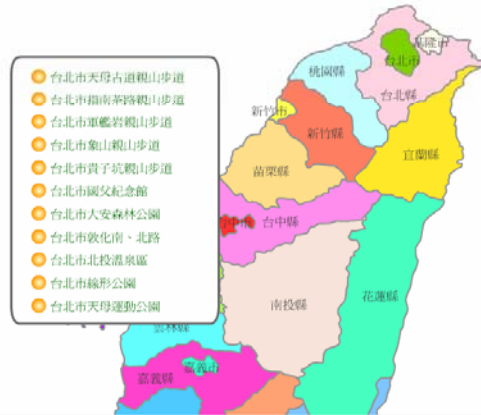 台北市天母古道親山步道
台北市指南茶路親山步道
台北市軍艦岩親山步道
台北市象山親山步道
台北市貴子坑親山步道
台北市國父紀念館
台北市大安森林公園
台北市敦化南、北路
台北市北投溫泉區
台北市線形公園
台北市天母運動公園
基隆市
台北市
桃園縣
台北縣
新竹市
新竹縣
宜蘭縣
苗栗縣
中市
台中縣
南投縣
花蓮縣
雲林縣
嘉義市
嘉義縣